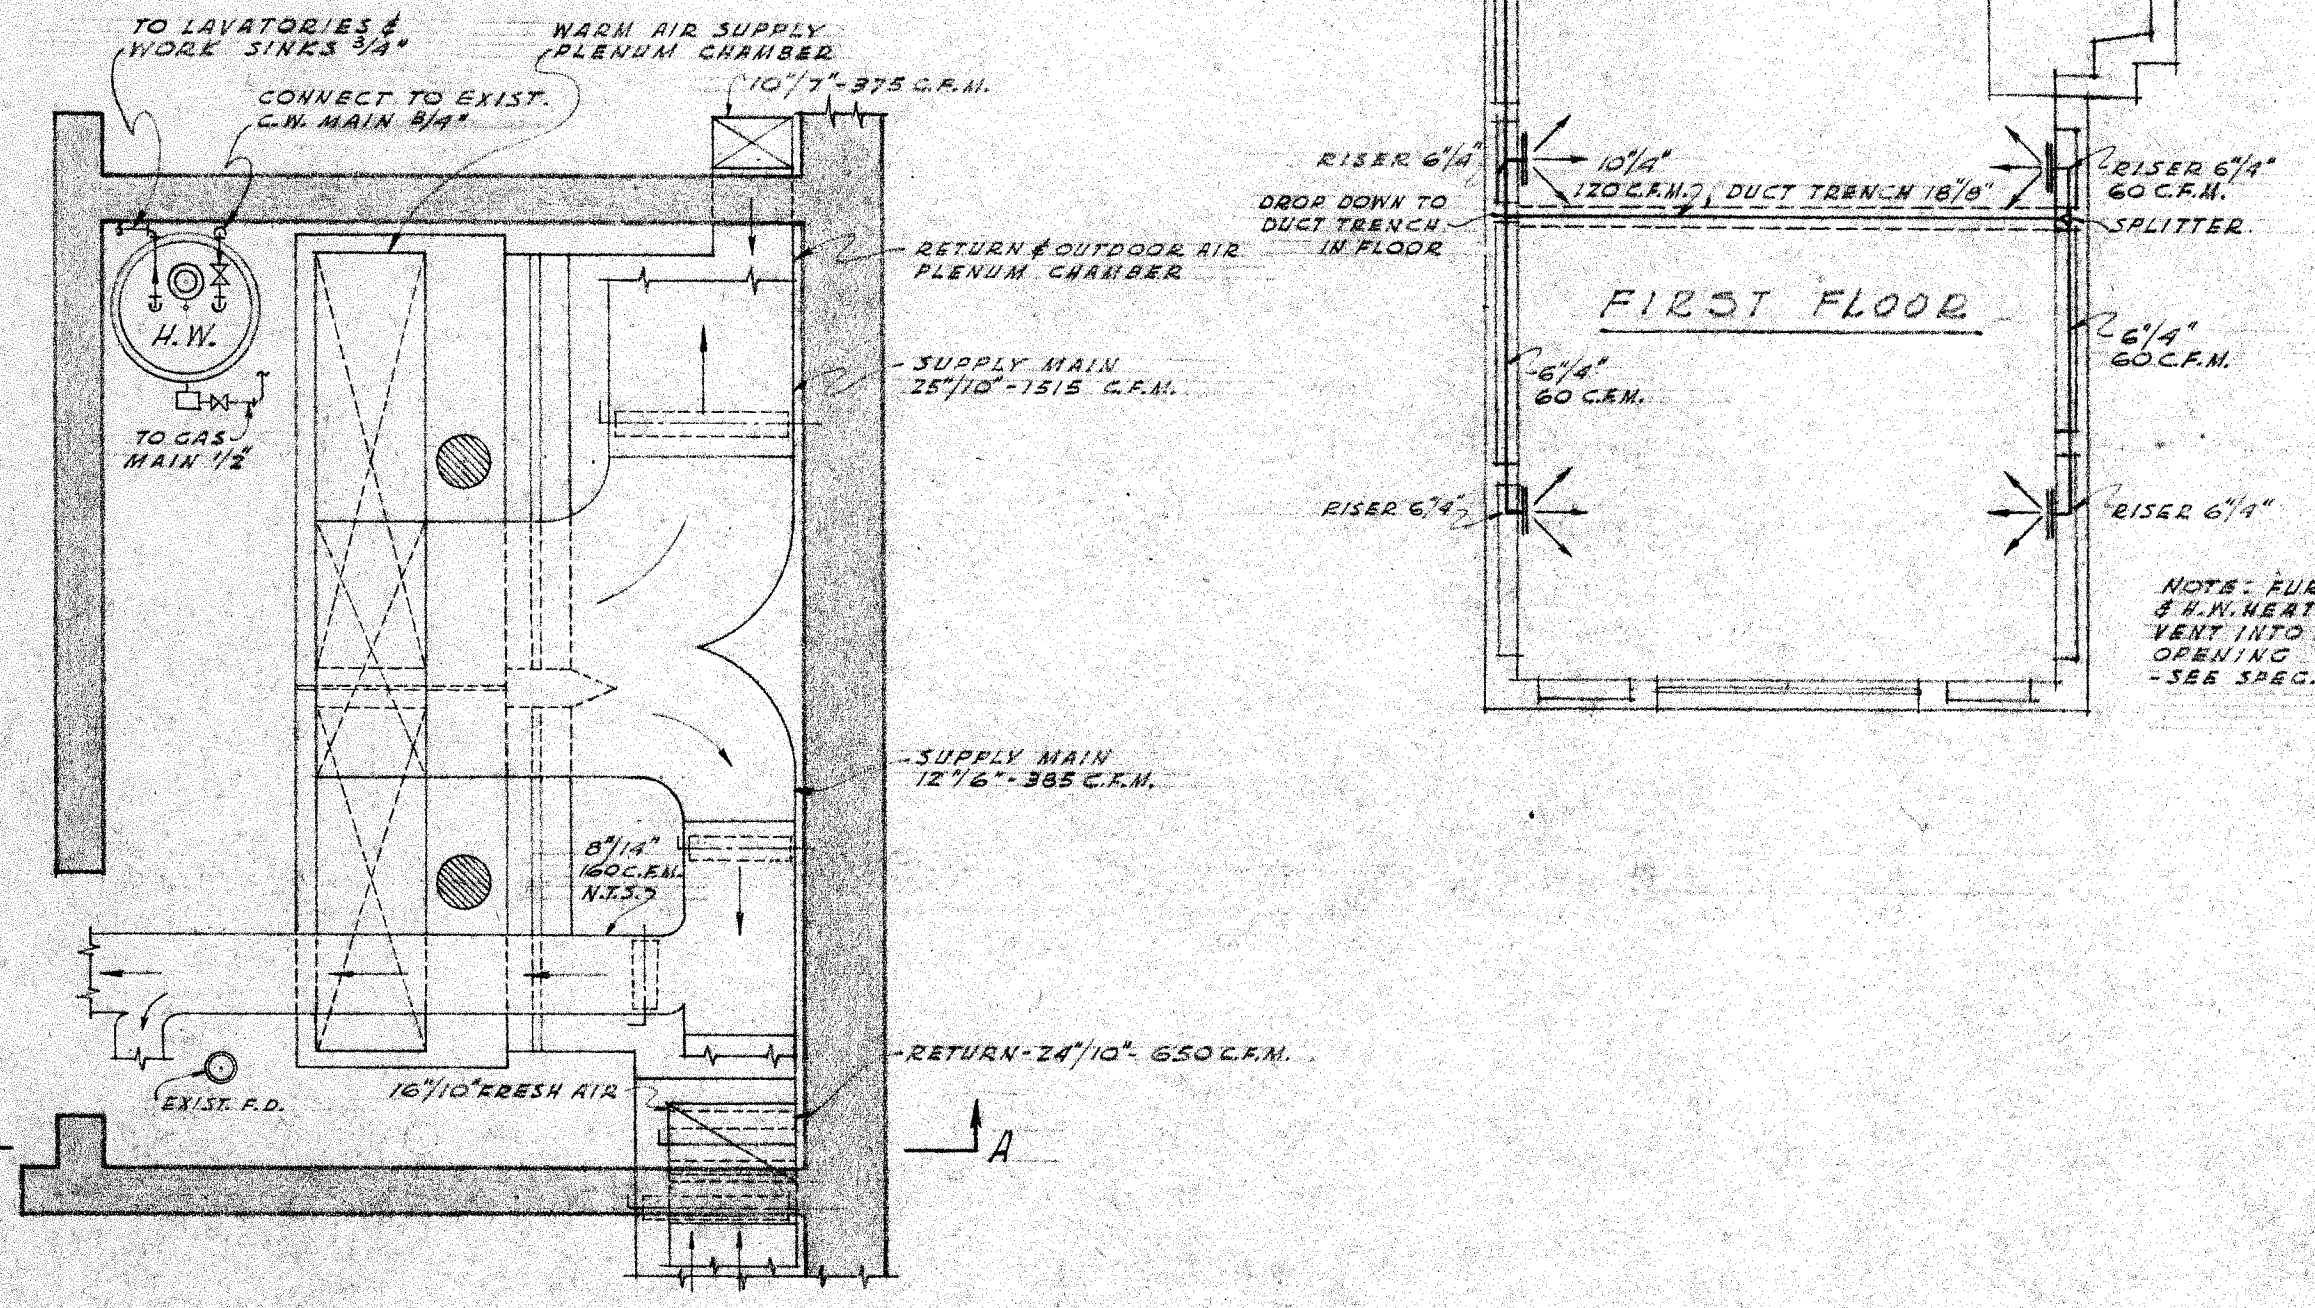 TO LAVATORIES &
WORK SINKS 3/4"
WARM AIR SUPPLY
PLENUM CHAMBER
10"/7"-375 C.F.M.
CONNECT TO EXIST.
C.W. MAIN 3/4"
H.W.
TO GAS
MAIN 1/2"
RETURN & OUTDOOR AIR
PLENUM CHAMBER
SUPPLY MAIN
25"/10"-1515 C.F.M.
SUPPLY MAIN
12"/6"-385 C.F.M.
8"/14"
160 C.F.M.
N.T.S.
RETURN-24"/10"- 650 C.F.M.
16"/10" FRESH AIR
EXIST. F.D.
A
RISER 6"/4"
10"/4"
120 C.F.M.
DUCT TRENCH 18"/8"
RISER 6"/4"
60 C.F.M.
DROP DOWN TO
DUCT TRENCH
IN FLOOR
SPLITTER.
FIRST FLOOR
6"/4"
60 C.F.M.
6"/4"
60 C.F.M.
RISER 6"/4"
RISER 6"/4"
NOTE: FUR
& H.W. HEAT
VENT INTO
OPENING
-SEE SPEC.